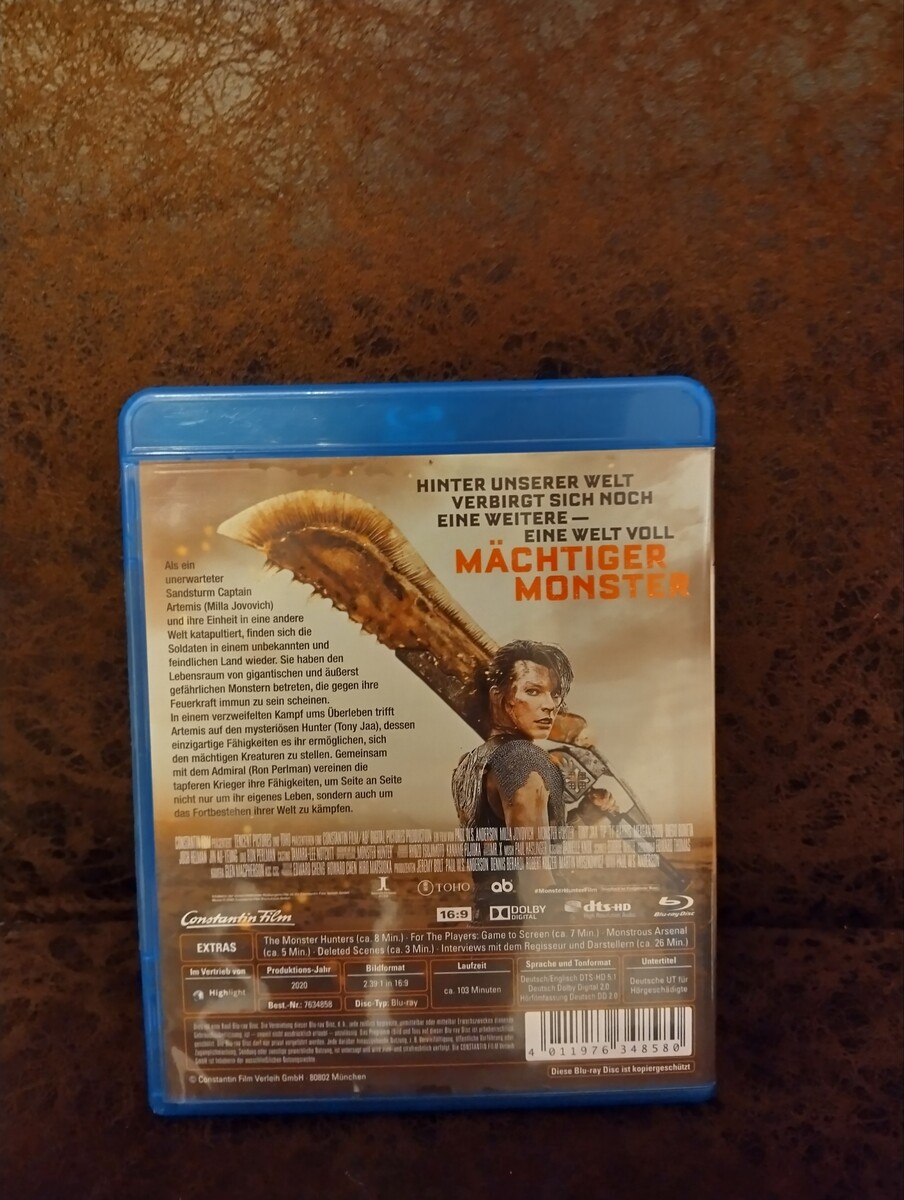 HINTER UNSERER WELT
VERBIRGT SICH NOCH
EINE WEITERE —
EINE WELT VOLL
MÄCHTIGER
MONSTER
Als ein
unerwarteter
Sandsturm Captain
Artemis (Milla Jovovich)
und ihre Einheit in eine andere
Welt katapultiert, finden sich die
Soldaten in einem unbekannten und
feindlichen Land wieder. Sie haben den
Lebensraum von gigantischen und äußerst
gefährlichen Monstern betreten, die gegen ihre
Feuerkraft immun zu sein scheinen.
In einem verzweifelten Kampf ums Überleben trifft
Artemis auf den mysteriösen Hunter (Tony Jaa), dessen
einzigartige Fähigkeiten es ihr ermöglichen, sich
den mächtigen Kreaturen zu stellen. Gemeinsam
mit dem Admiral (Ron Perlman) vereinen die
tapferen Krieger ihre Fähigkeiten, um Seite an Seite
nicht nur um ihr eigenes Leben, sondern auch um
das Fortbestehen ihrer Welt zu kämpfen.
TOHO
ab
#MonsterHunterFilm
Constantin Film
16:9
DOLBY
DIGITAL
dts-HD
Blu-ray Disc
EXTRAS
The Monster Hunters (ca. 8 Min.) · For The Players: Game to Screen (ca. 7 Min.) · Monstrous Arsenal
(ca. 5 Min.) · Deleted Scenes (ca. 3 Min.) · Interviews mit dem Regisseur und Darstellern (ca. 26 Min.)
Im Vertrieb von
Highlight
Produktions-Jahr
2020
Best.-Nr.: 7634858
Bildformat
2.39:1 in 16:9
Disc-Typ: Blu-ray
Laufzeit
ca. 103 Minuten
Sprache und Tonformat
Deutsch/Englisch DTS-HD 5.1
Deutsch Dolby Digital 2.0
Hörfilmfassung Deutsch DD 2.0
Untertitel
Deutsche UT für
Hörgeschädigte
4 011976 348580
Diese Blu-ray Disc ist kopiergeschützt
© Constantin Film Verleih GmbH · 80802 München